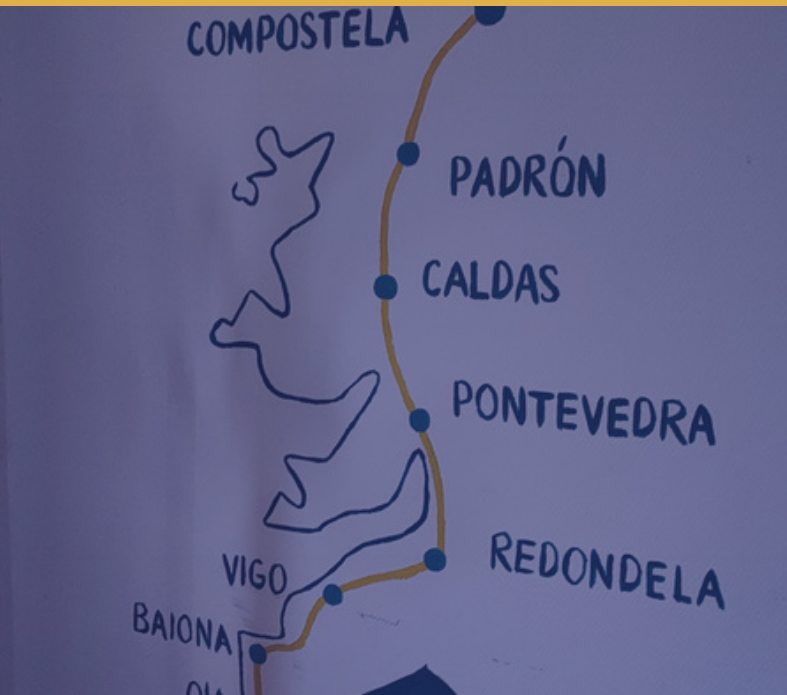 COMPOSTELA
PADRÓN
CALDAS
PONTEVEDRA
REDONDELA
VIGO
BAIONA